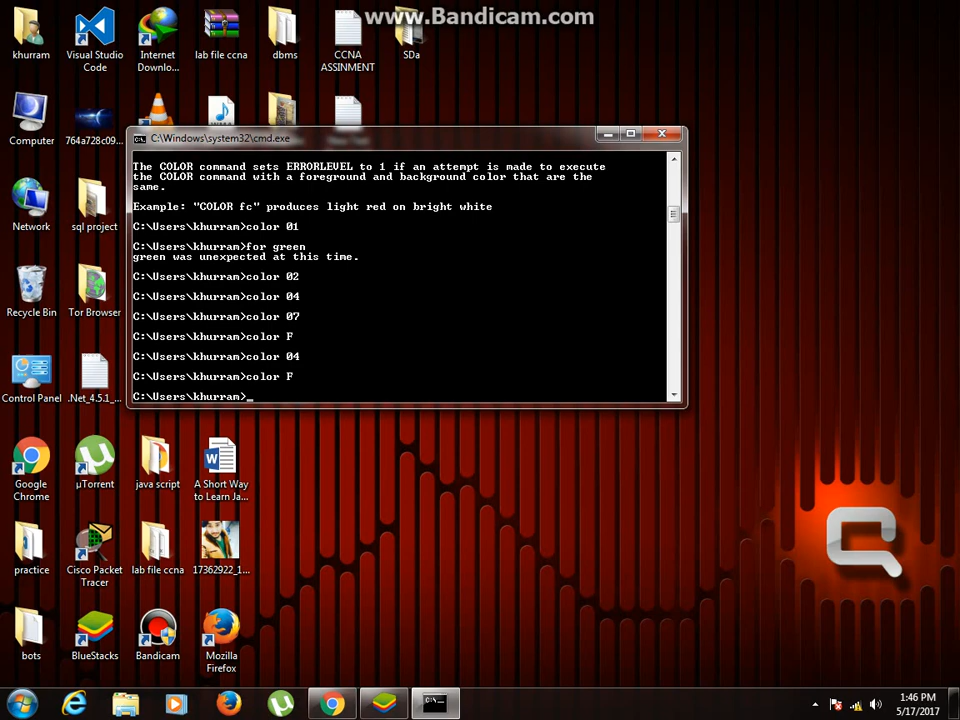 www.Bandicam.com
khurram
Visual Studio
Code
Internet
Downlo...
lab file ccna
dbms
CCNA
ASSINMENT
SDa
Computer
764a728c09...
C:\Windows\system32\cmd.exe
The COLOR command sets ERRORLEVEL to 1 if an attempt is made to execute
the COLOR command with a foreground and background color that are the
same.
Example: "COLOR fc" produces light red on bright white
C:\Users\khurram>color 01
C:\Users\khurram>for green
green was unexpected at this time.
C:\Users\khurram>color 02
C:\Users\khurram>color 04
C:\Users\khurram>color 07
C:\Users\khurram>color F
C:\Users\khurram>color 04
C:\Users\khurram>color F
C:\Users\khurram>_
Network
sql project
Recycle Bin
Tor Browser
Control Panel
.Net_4.5.1_...
Google
Chrome
µTorrent
java script
A Short Way
to Learn Ja...
practice
Cisco Packet
Tracer
lab file ccna
17362922_1...
bots
BlueStacks
Bandicam
Mozilla
Firefox
1:46 PM
5/17/2017